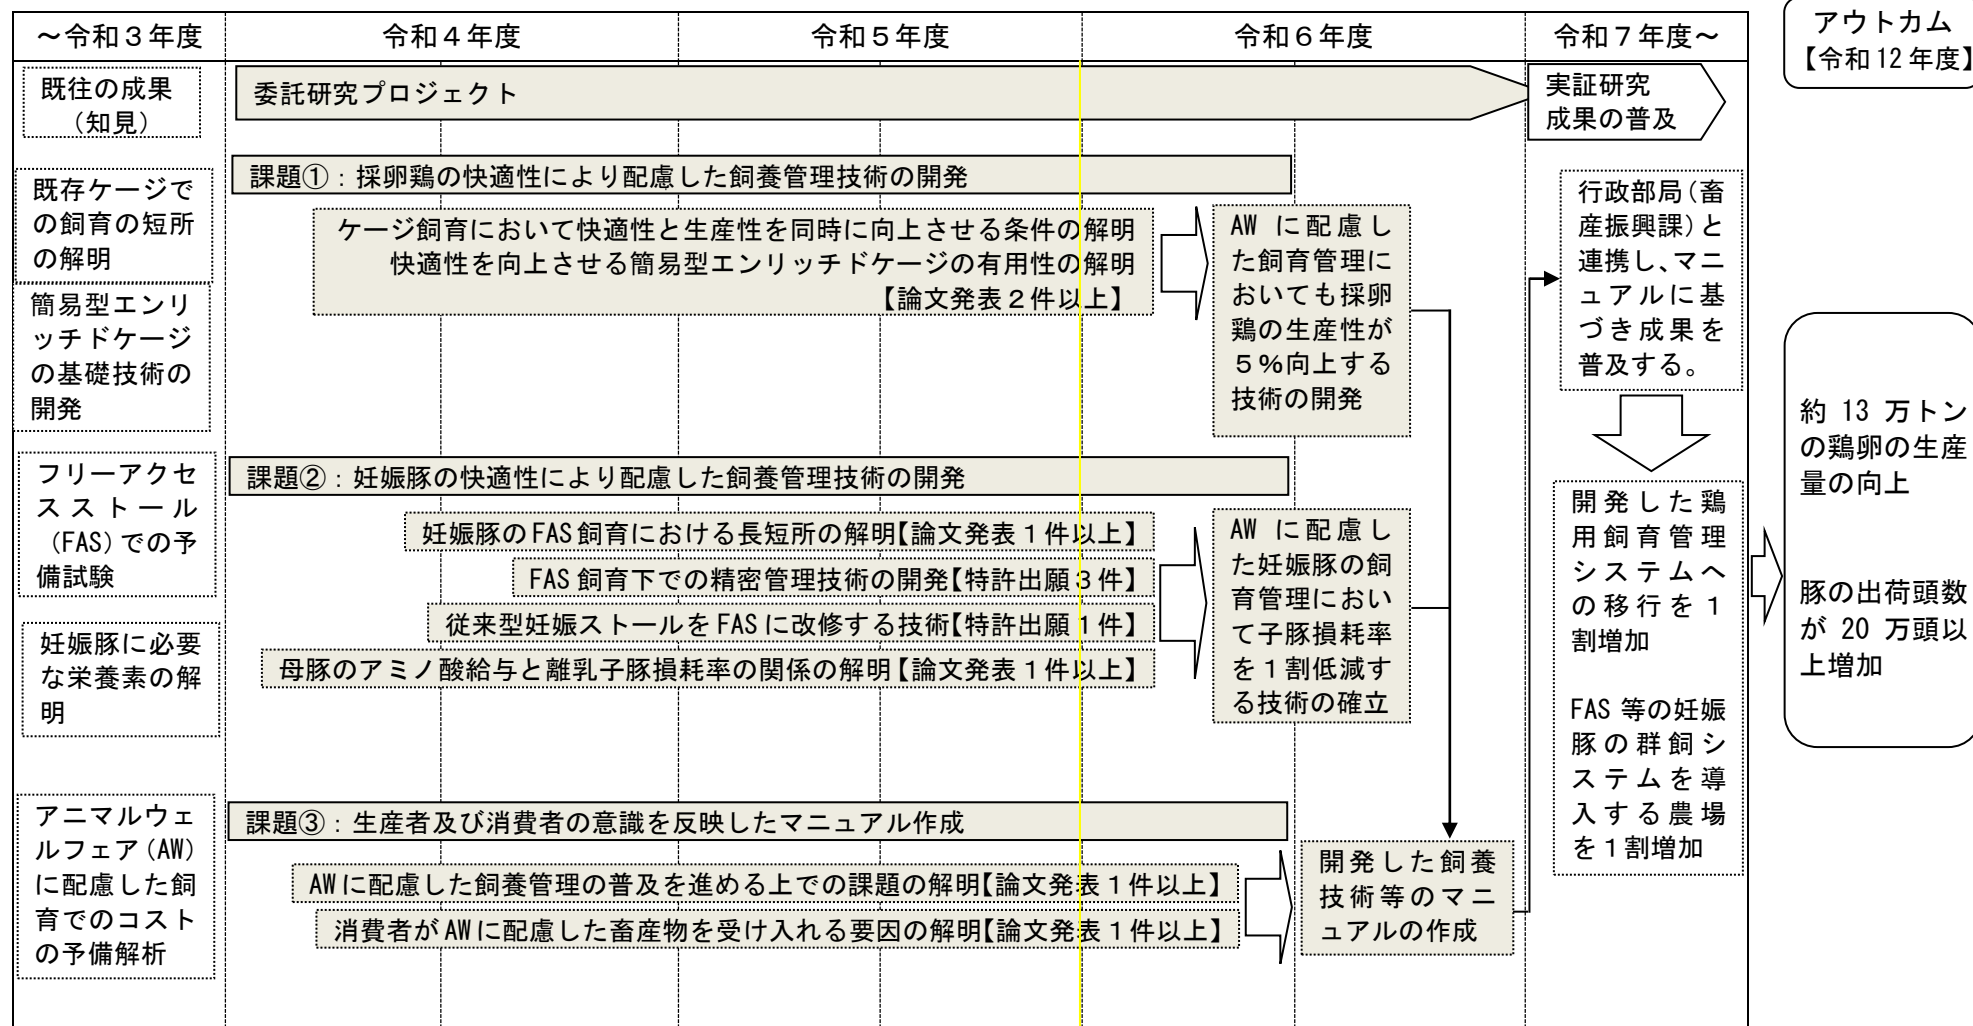 ～令和３年度
令和４年度
令和５年度
令和６年度
令和７年度～
アウトカム
【令和12年度】
既往の成果
（知見）
委託研究プロジェクト
実証研究
成果の普及
既存ケージで
の飼育の短所
の解明
簡易型エンリ
ッチドケージ
の基礎技術の
開発
課題①：採卵鶏の快適性により配慮した飼養管理技術の開発
ケージ飼育において快適性と生産性を同時に向上させる条件の解明
快適性を向上させる簡易型エンリッチドケージの有用性の解明
【論文発表２件以上】
AW に配慮し
た飼育管理に
おいても採卵
鶏の生産性が
５%向上する
技術の開発
行政部局（畜
産振興課）と
連携し、マニ
ュアルに基
づき成果を
普及する。
フリーアクセ
スストール
（FAS）での予
備試験
妊娠豚に必要
な栄養素の解
明
課題②：妊娠豚の快適性により配慮した飼養管理技術の開発
妊娠豚のFAS飼育における長短所の解明【論文発表１件以上】
FAS飼育下での精密管理技術の開発【特許出願３件】
従来型妊娠ストールをFASに改修する技術【特許出願１件】
母豚のアミノ酸給与と離乳子豚損耗率の関係の解明【論文発表１件以上】
AW に配慮し
た妊娠豚の飼
育管理におい
て子豚損耗率
を１割低減す
る技術の確立
開発した鶏
用飼育管理
システムへ
の移行を１
割増加
FAS 等の妊娠
豚の群飼シ
ステムを導
入する農場
を１割増加
約 13 万トン
の鶏卵の生産
量の向上
豚の出荷頭数
が 20 万頭以
上増加
アニマルウェ
ルフェア（AW）
に配慮した飼
育でのコスト
の予備解析
課題③：生産者及び消費者の意識を反映したマニュアル作成
AWに配慮した飼養管理の普及を進める上での課題の解明【論文発表１件以上】
消費者がAWに配慮した畜産物を受け入れる要因の解明【論文発表１件以上】
開発した飼養
技術等のマニ
ュアルの作成